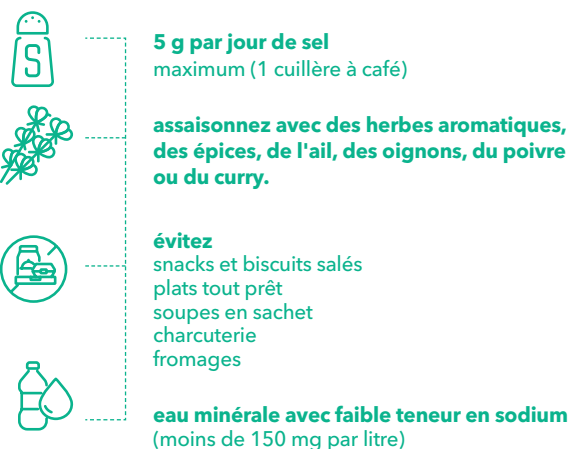 S
5 g par jour de sel
maximum (1 cuillère à café)
assaisonnez avec des herbes aromatiques,
des épices, de l'ail, des oignons, du poivre
ou du curry.
évitez
snacks et biscuits salés
plats tout prêt
soupes en sachet
charcuterie
fromages
eau minérale avec faible teneur en sodium
(moins de 150 mg par litre)